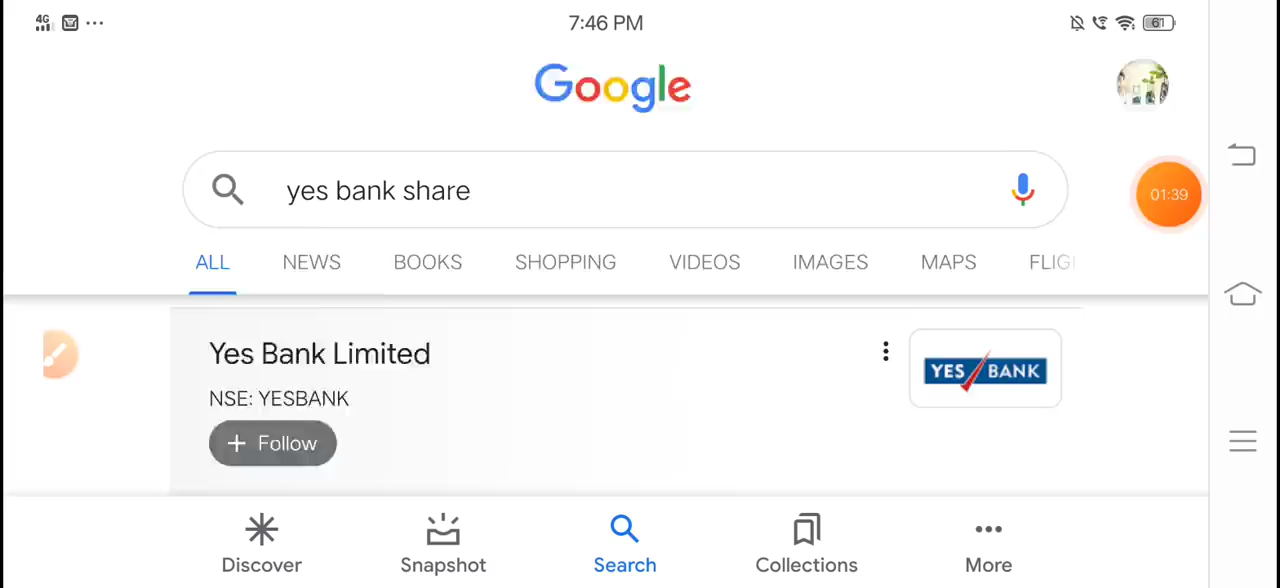 4G 7:46 PM 61
Google
yes bank share
01:39
ALL NEWS BOOKS SHOPPING VIDEOS IMAGES MAPS
Yes Bank Limited
YES BANK
NSE: YESBANK
+ Follow
Discover Snapshot Search Collections More